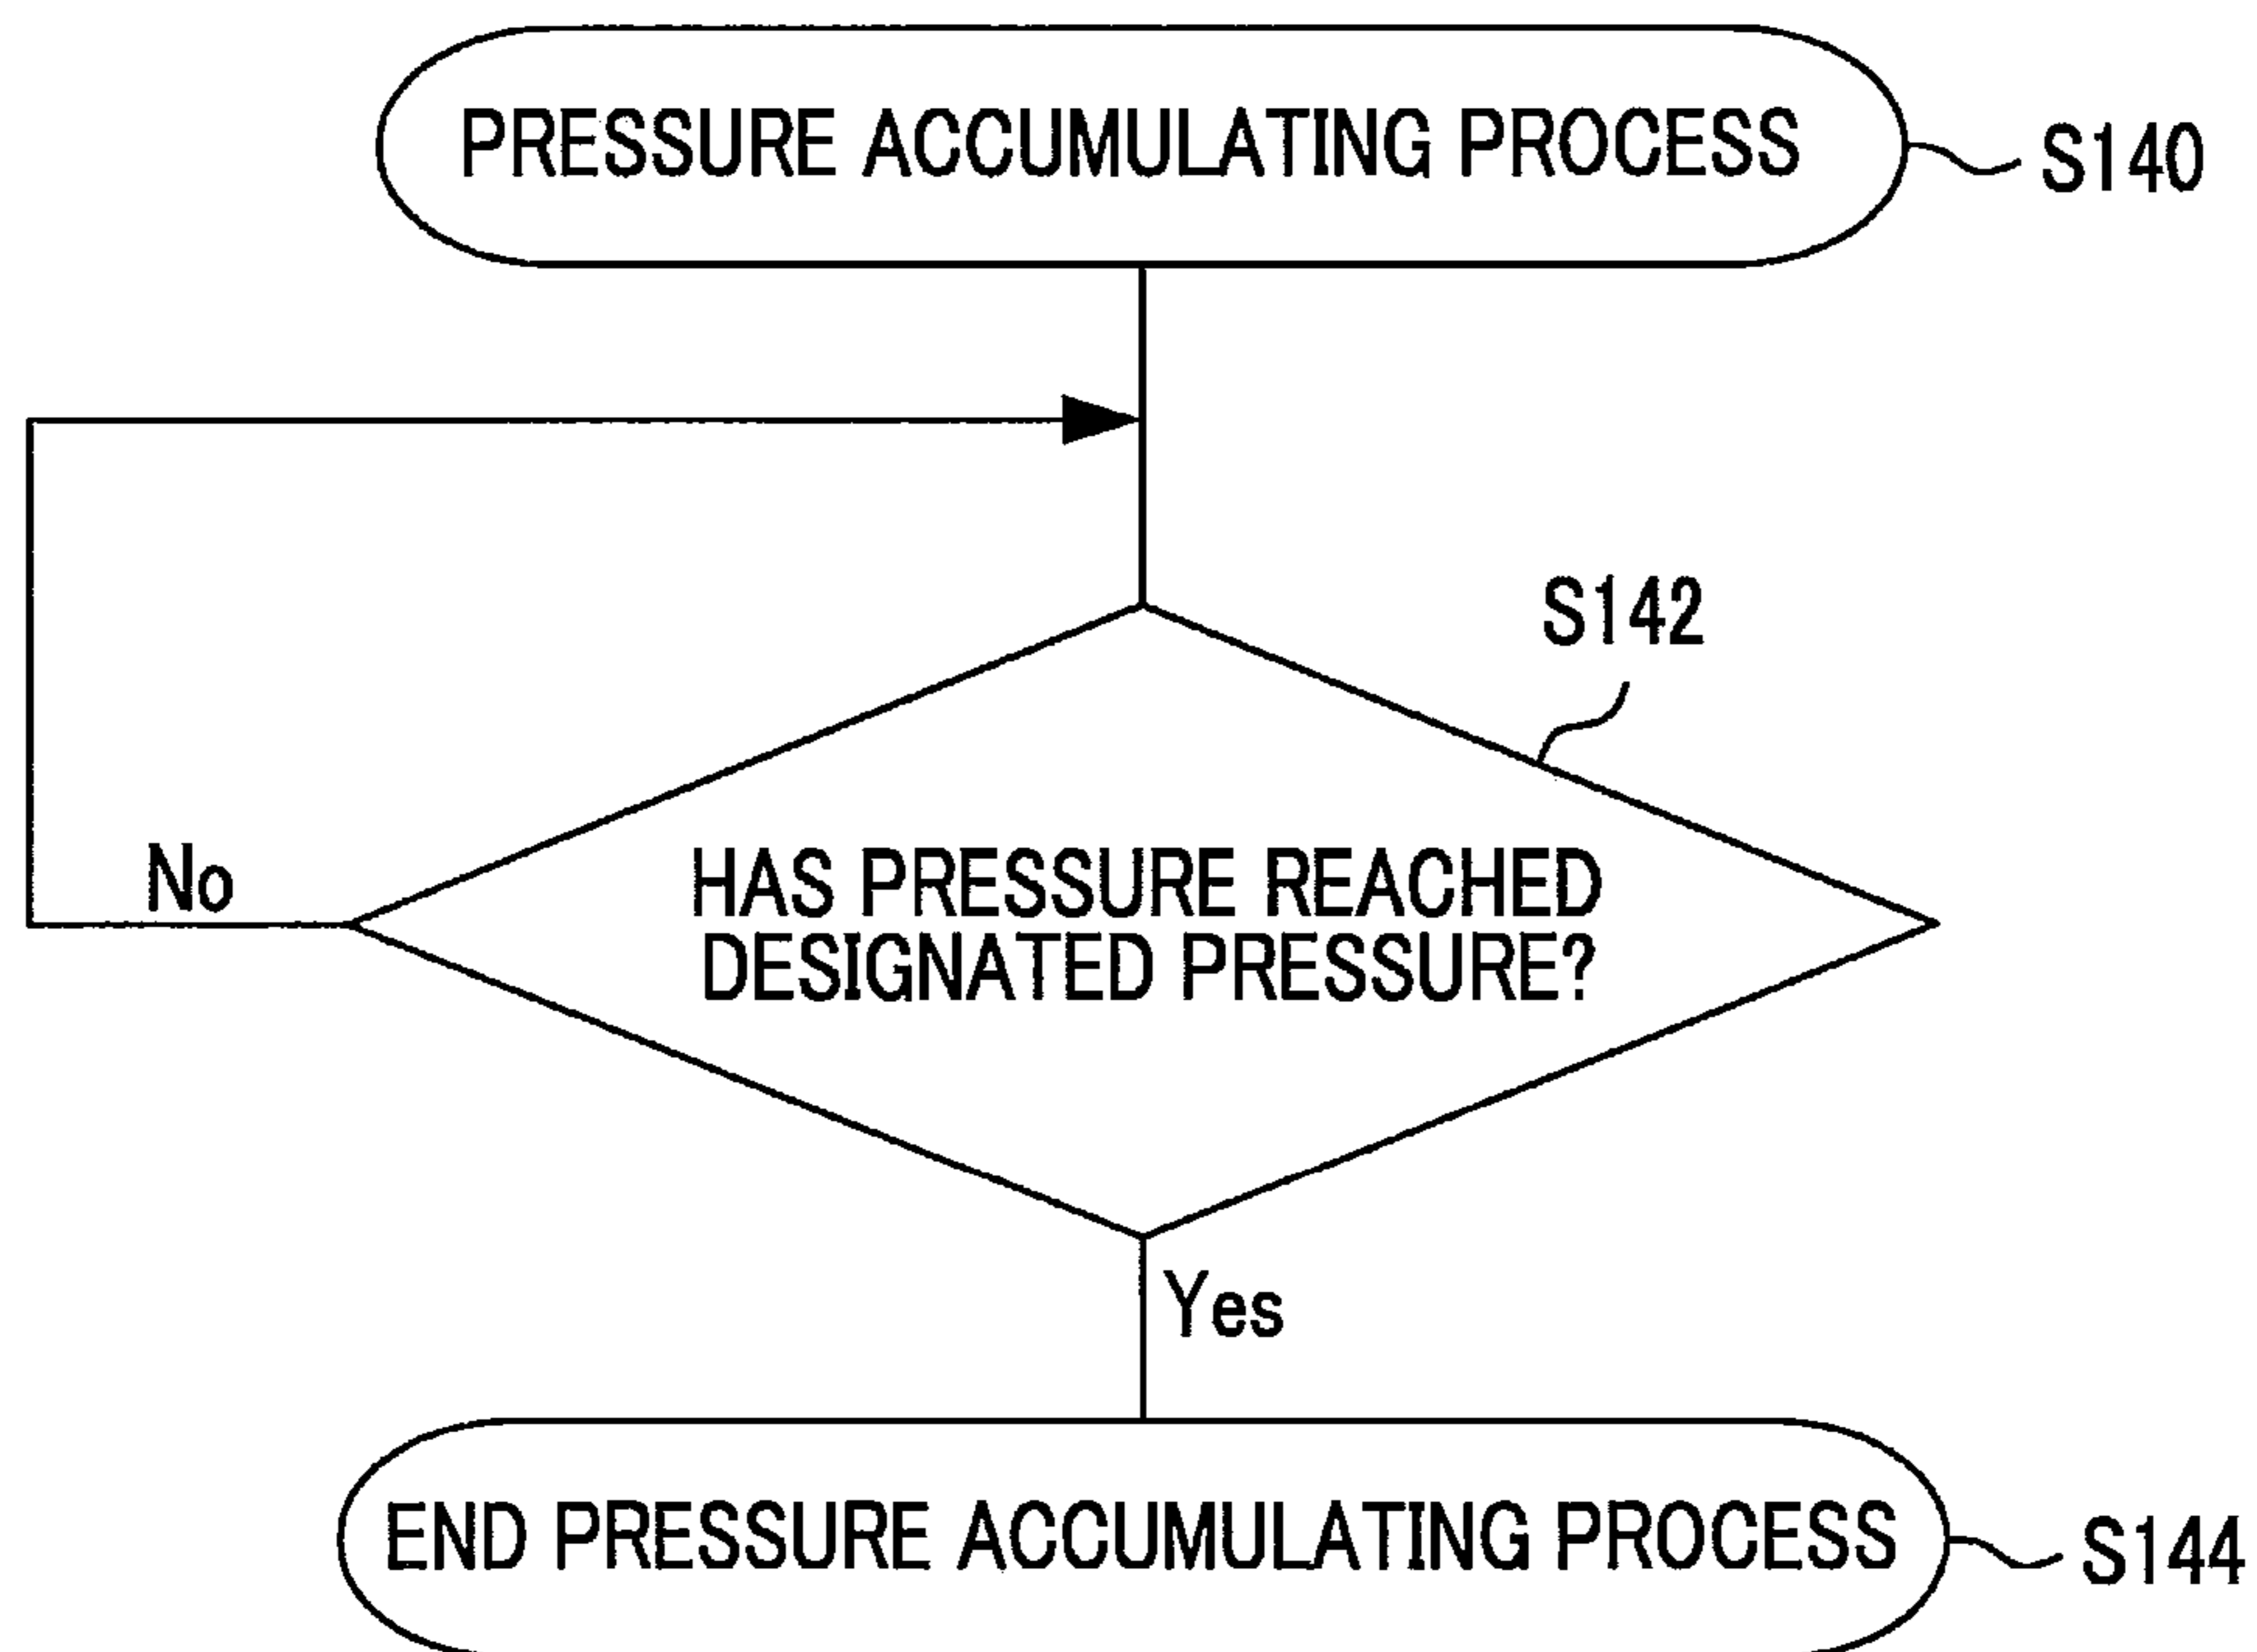 PRESSURE ACCUMULATING PROCESS
S140
S142
No
HAS PRESSURE REACHED
DESIGNATED PRESSURE?
Yes
END PRESSURE ACCUMULATING PROCESS
S144